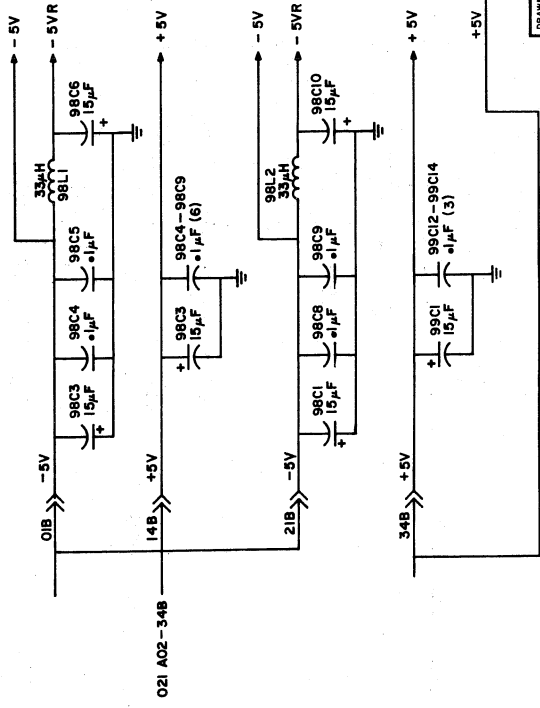 -5V
-5VR
01B
-5V
98C3
15µF
+
98C4
.1µF
98C5
.1µF
33µH
98L1
98C6
15µF
+
+5V
021 A02-34B
14B
+5V
+
98C3
15µF
98C4-98C9
.1µF (6)
-5V
-5VR
21B
-5V
98C1
15µF
+
98C8
.1µF
98C9
.1µF
98L2
33µH
98C10
15µF
+
+5V
34B
+5V
+
99C1
15µF
99C12-99C14
.1µF (3)
+5V
DRAWN